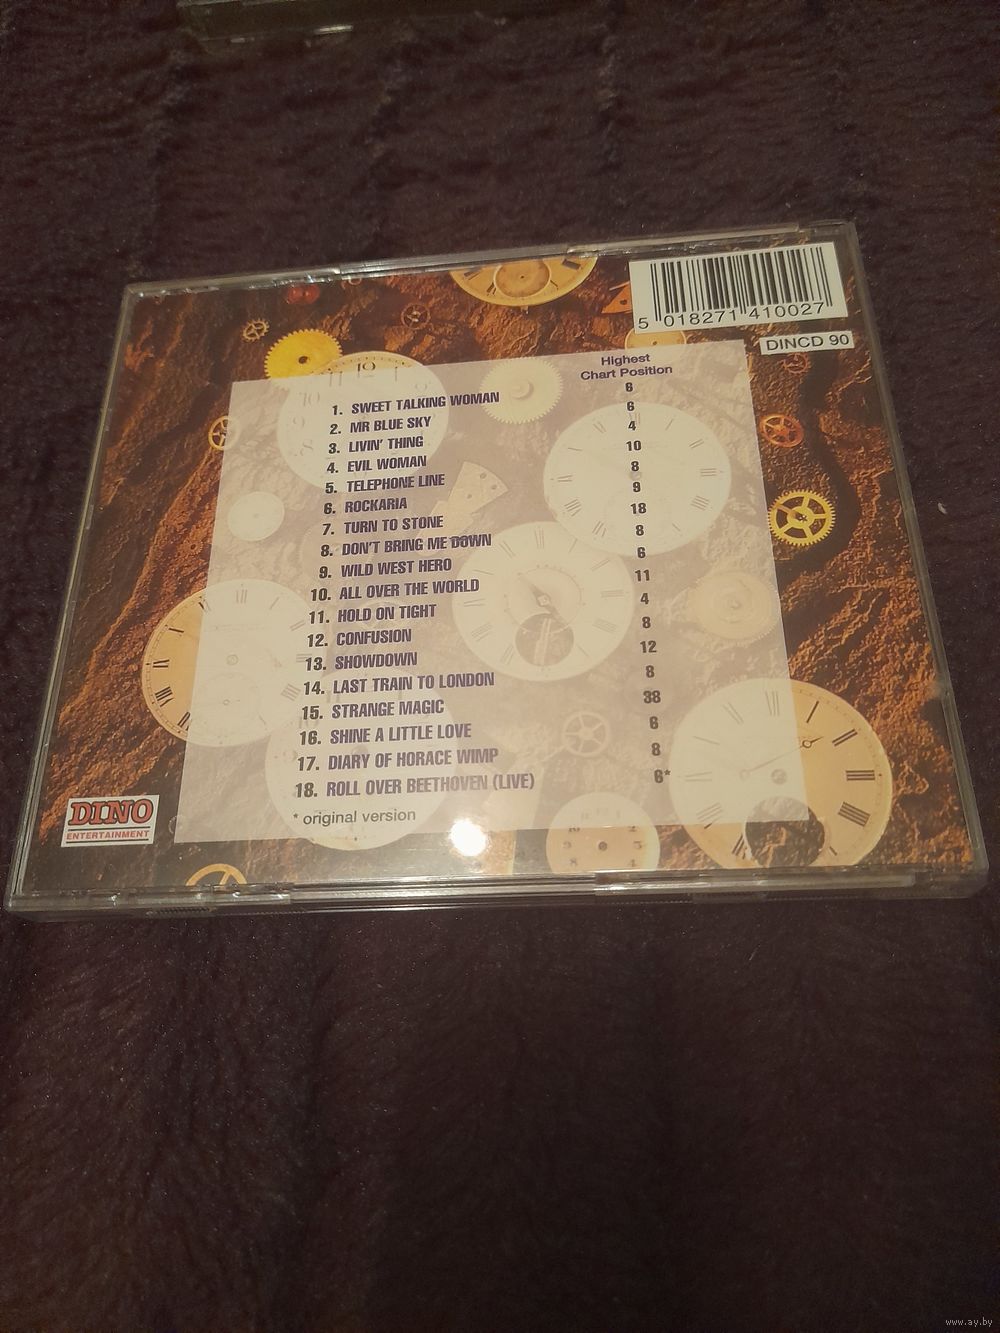 5 018271 410027
DINCD 90
Highest
Chart Position
1. SWEET TALKING WOMAN 6
2. MR BLUE SKY 6
3. LIVIN' THING 4
4. EVIL WOMAN 10
5. TELEPHONE LINE 8
6. ROCKARIA 9
7. TURN TO STONE 18
8. DON'T BRING ME DOWN 8
9. WILD WEST HERO 6
10. ALL OVER THE WORLD 11
11. HOLD ON TIGHT 4
12. CONFUSION 8
13. SHOWDOWN 12
14. LAST TRAIN TO LONDON 8
15. STRANGE MAGIC 38
16. SHINE A LITTLE LOVE 6
17. DIARY OF HORACE WIMP 8
18. ROLL OVER BEETHOVEN (LIVE) 6*
* original version
DINO
ENTERTAINMENT
www.ay.by